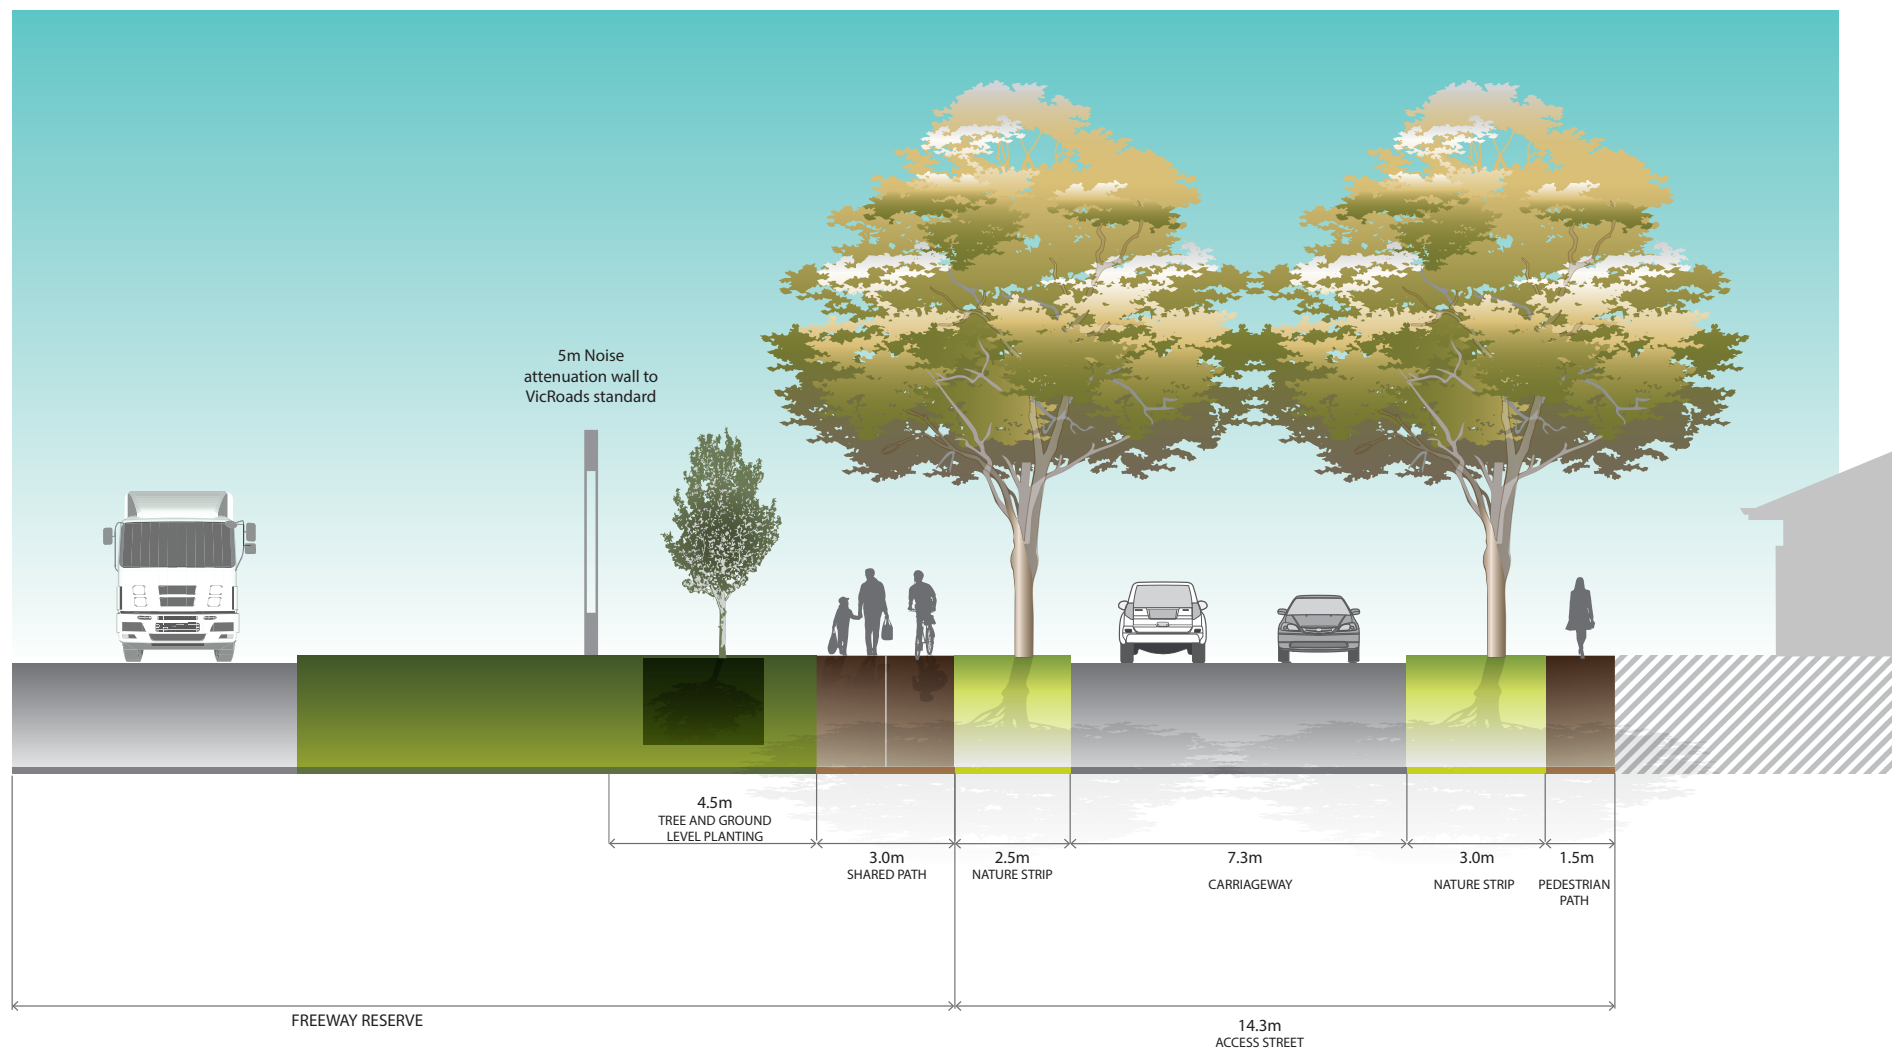 5m Noise
attenuation wall to
VicRoads standard
4.5m
TREE AND GROUND
LEVEL PLANTING
3.0m
SHARED PATH
2.5m
NATURE STRIP
7.3m
CARRIAGEWAY
3.0m
NATURE STRIP
1.5m
PEDESTRIAN
PATH
FREEWAY RESERVE
14.3m
ACCESS STREET